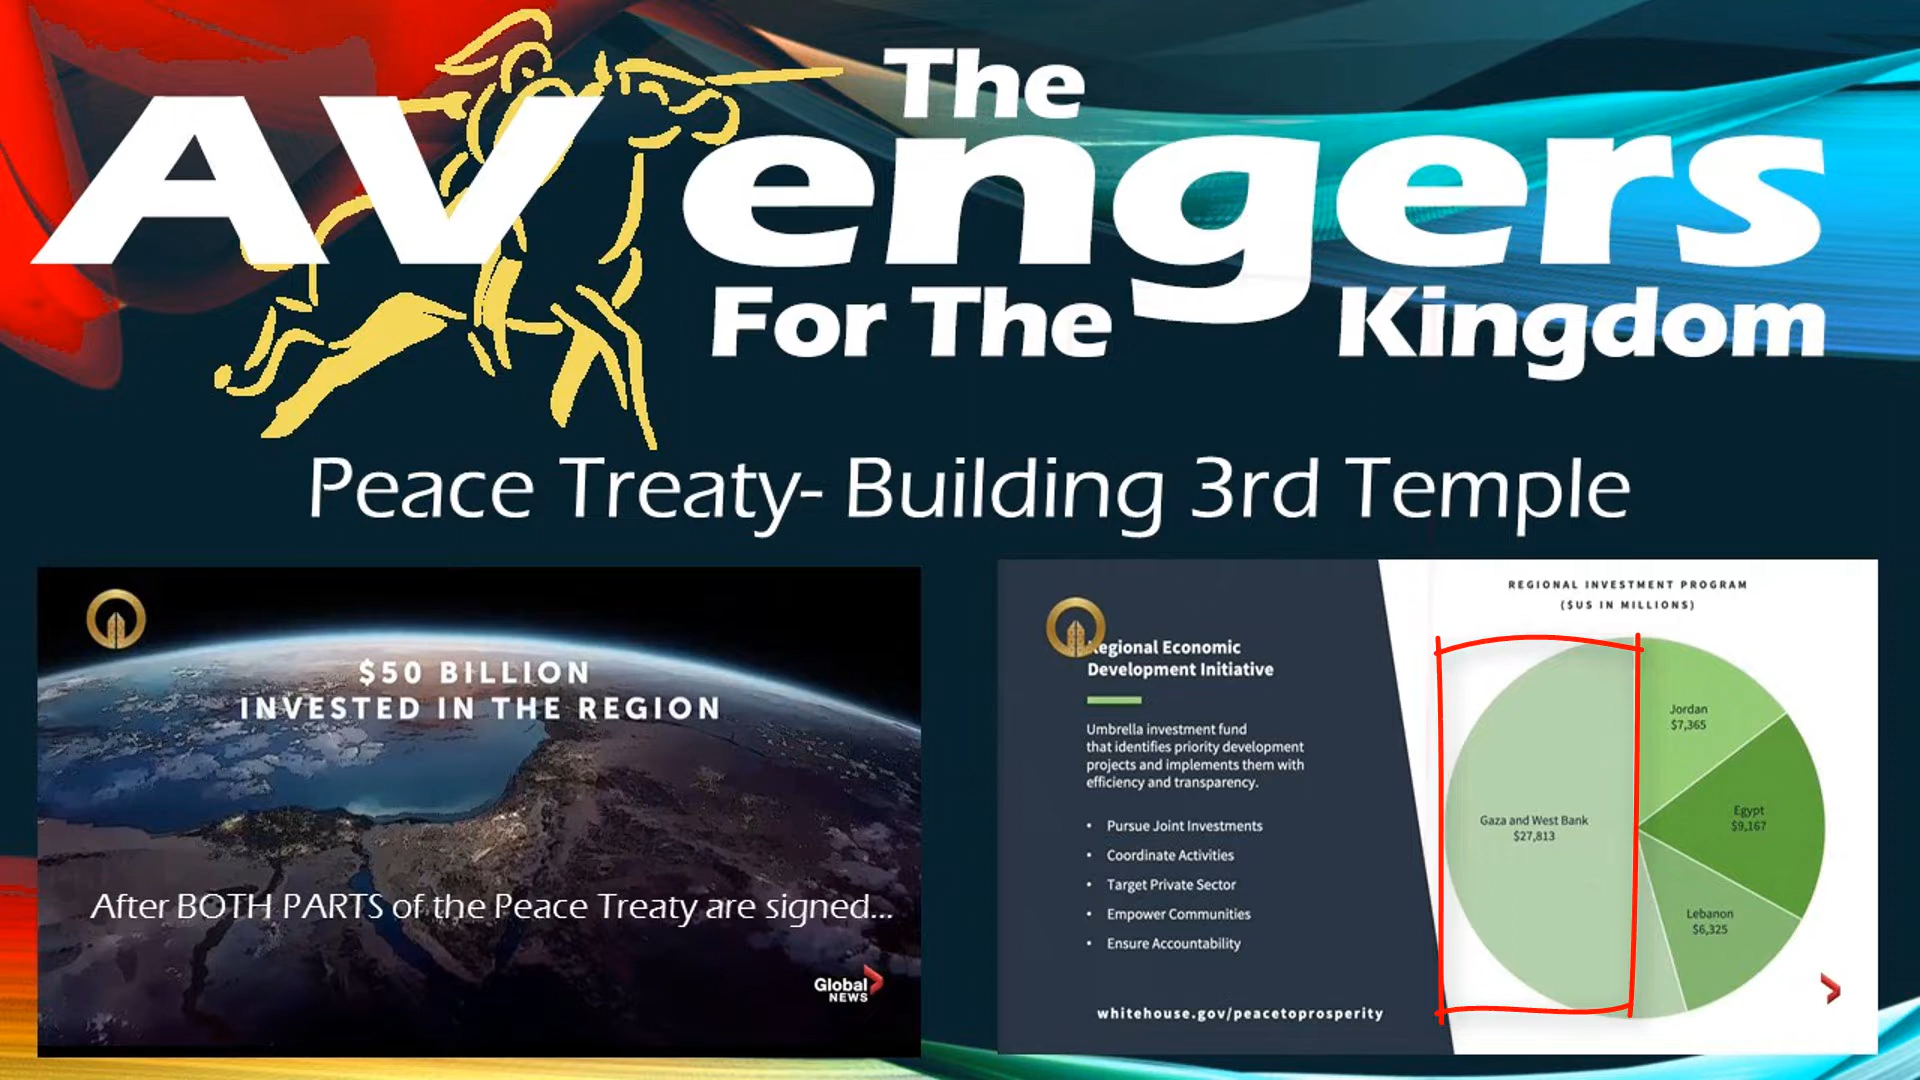 The
AVengers
For The Kingdom
Peace Treaty- Building 3rd Temple
$50 BILLION
INVESTED IN THE REGION
After BOTH PARTS of the Peace Treaty are signed...
Global
NEWS
Regional Economic
Development Initiative
Umbrella investment fund
that identifies priority development
projects and implements them with
efficiency and transparency.
• Pursue Joint Investments
• Coordinate Activities
• Target Private Sector
• Empower Communities
• Ensure Accountability
whitehouse.gov/peacetoprosperity
REGIONAL INVESTMENT PROGRAM
($US IN MILLIONS)
Jordan
$7,365
Egypt
$9,167
Gaza and West Bank
$27,813
Lebanon
$6,325